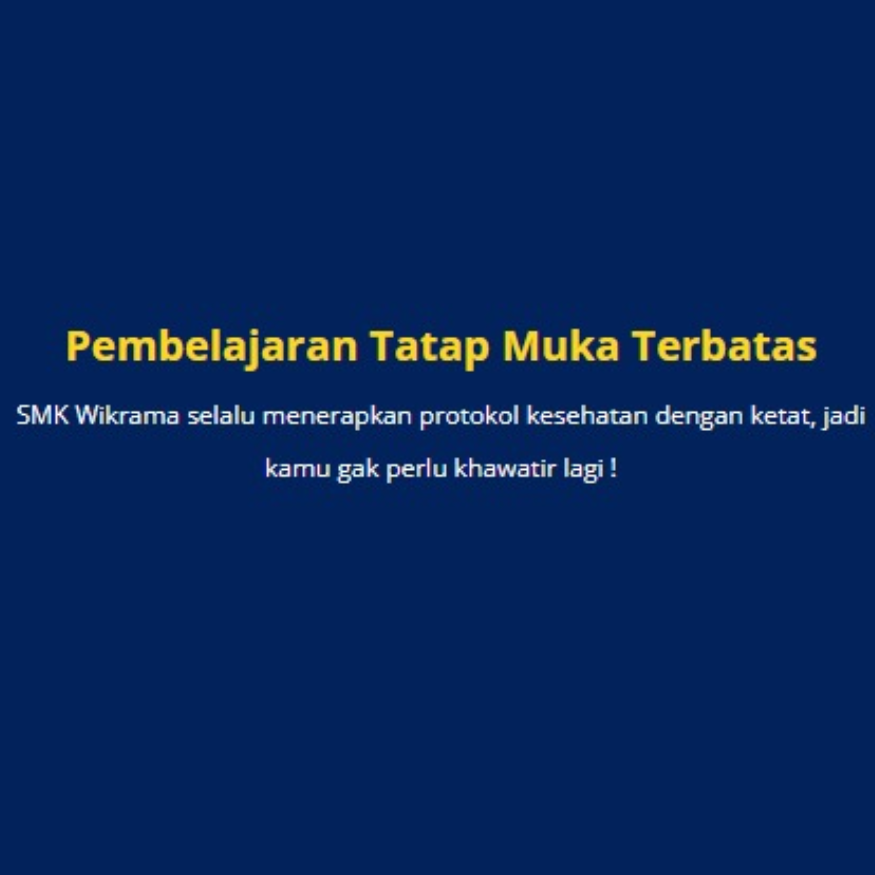 Pembelajaran Tatap Muka Terbatas
SMK Wikrama selalu menerapkan protokol kesehatan dengan ketat, jadi
kamu gak perlu khawatir lagi !